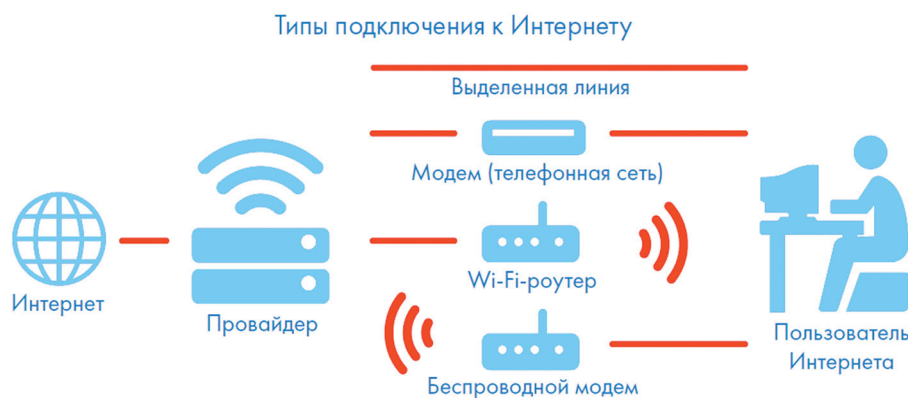 Типы подключения к Интернету
Выделенная линия
Модем (телефонная сеть)
Wi-Fi-роутер
Интернет
Провайдер
Беспроводной модем
Пользователь
Интернета